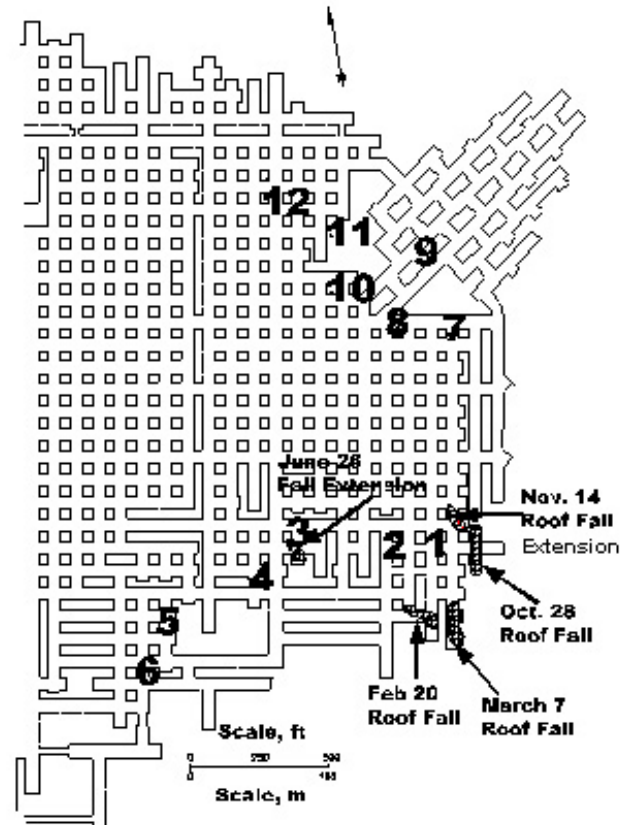 12
11
9
10
8
7
June 26
Fall Extension
Nov. 14
Roof Fall
Extension
3
2
1
4
Oct. 28
Roof Fall
5
6
Feb 20
Roof Fall
March 7
Roof Fall
Scale, ft
0
Scale, m